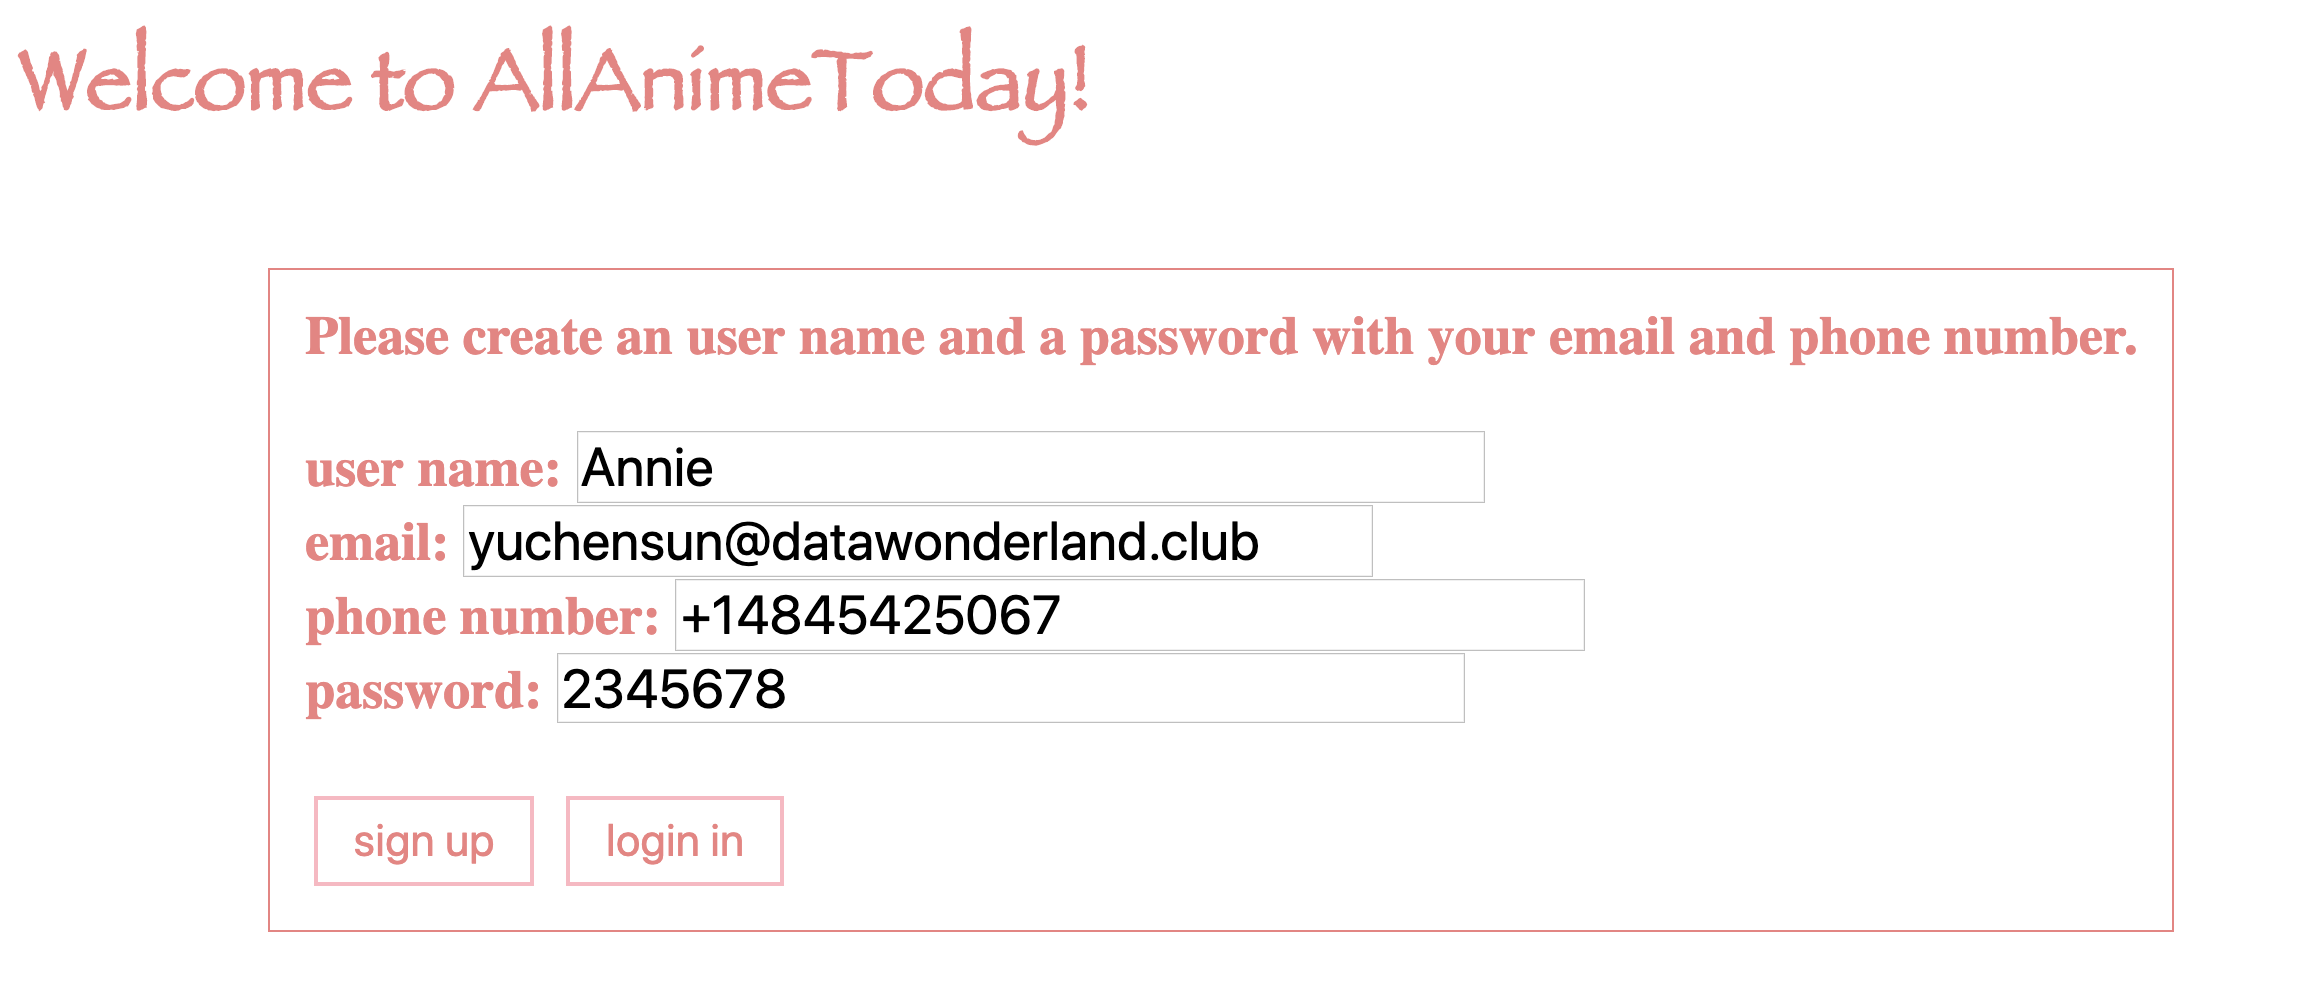 Welcome to AllAnimeToday!
Please create an user name and a password with your email and phone number.
user name: Annie
email: yuchensun@datawonderland.club
phone number: +14845425067
password: 2345678
sign up login in